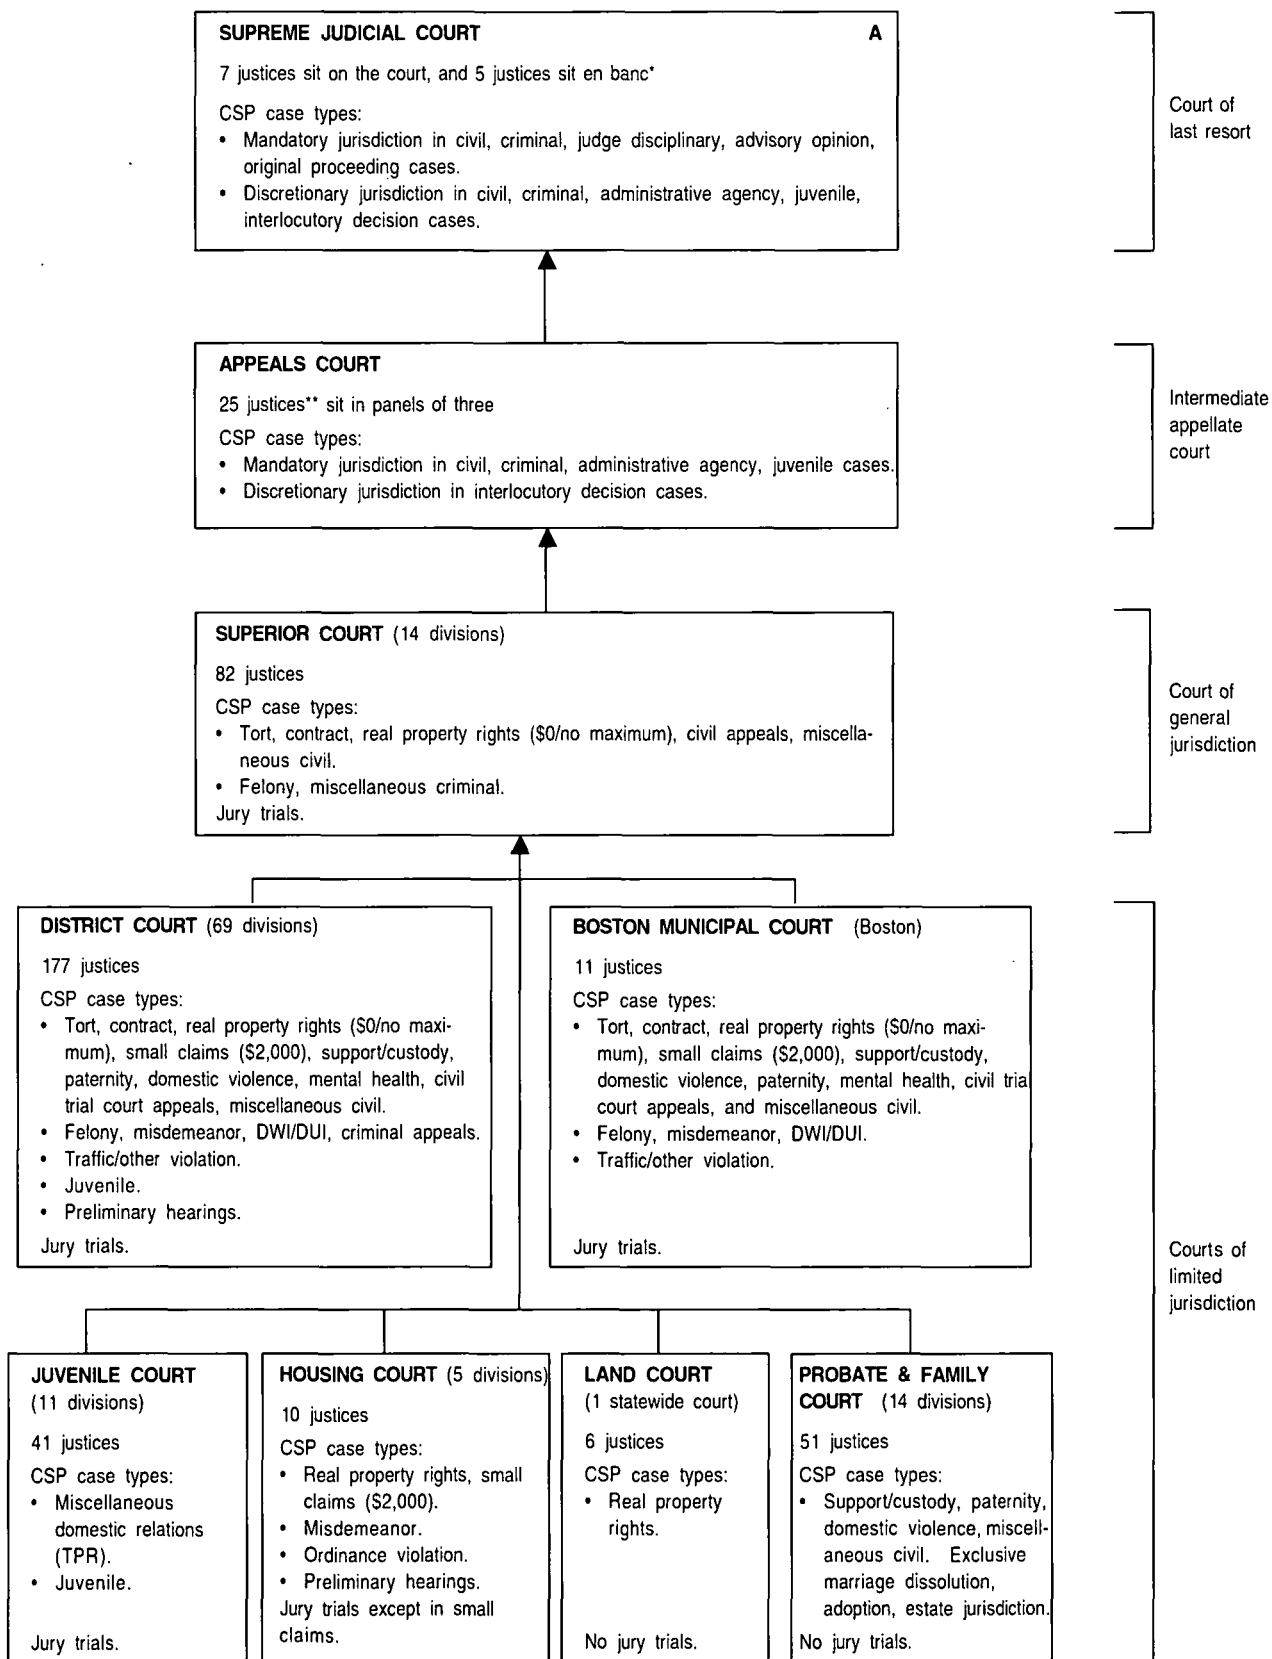 SUPREME JUDICIAL COURT A
7 justices sit on the court, and 5 justices sit en banc*
CSP case types:
• Mandatory jurisdiction in civil, criminal, judge disciplinary, advisory opinion,
original proceeding cases.
• Discretionary jurisdiction in civil, criminal, administrative agency, juvenile,
interlocutory decision cases.
Court of
last resort
APPEALS COURT
25 justices** sit in panels of three
CSP case types:
• Mandatory jurisdiction in civil, criminal, administrative agency, juvenile cases.
• Discretionary jurisdiction in interlocutory decision cases.
Intermediate
appellate
court
SUPERIOR COURT (14 divisions)
82 justices
CSP case types:
• Tort, contract, real property rights ($0/no maximum), civil appeals, miscella-
neous civil.
• Felony, miscellaneous criminal.
Jury trials.
Court of
general
jurisdiction
DISTRICT COURT (69 divisions)
177 justices
CSP case types:
• Tort, contract, real property rights ($0/no maxi-
mum), small claims ($2,000), support/custody,
paternity, domestic violence, mental health, civil
trial court appeals, miscellaneous civil.
• Felony, misdemeanor, DWI/DUI, criminal appeals.
• Traffic/other violation.
• Juvenile.
• Preliminary hearings.
Jury trials.
BOSTON MUNICIPAL COURT (Boston)
11 justices
CSP case types:
• Tort, contract, real property rights ($0/no maxi-
mum), small claims ($2,000), support/custody,
domestic violence, paternity, mental health, civil tria
court appeals, and miscellaneous civil.
• Felony, misdemeanor, DWI/DUI.
• Traffic/other violation.
Jury trials.
Courts of
limited
jurisdiction
JUVENILE COURT
(11 divisions)
41 justices
CSP case types:
• Miscellaneous
domestic relations
(TPR).
• Juvenile.
Jury trials.
HOUSING COURT (5 divisions)
10 justices
CSP case types:
• Real property rights, small
claims ($2,000).
• Misdemeanor.
• Ordinance violation.
• Preliminary hearings.
Jury trials except in small
claims.
LAND COURT
(1 statewide court)
6 justices
CSP case types:
• Real property
rights.
No jury trials.
PROBATE & FAMILY
COURT (14 divisions)
51 justices
CSP case types:
• Support/custody, paternity,
domestic violence, miscell-
aneous civil. Exclusive
marriage dissolution,
adoption, estate jurisdiction.
No jury trials.